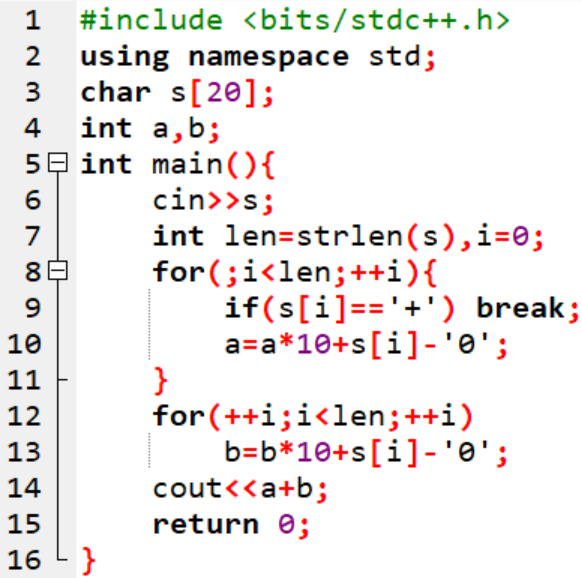 1 #include <bits/stdc++.h>
2 using namespace std;
3 char s[20];
4 int a,b;
5 int main(){
6     cin>>s;
7     int len=strlen(s),i=0;
8     for(;i<len;++i){
9         if(s[i]=='+') break;
10         a=a*10+s[i]-'0';
11     }
12     for(++i;i<len;++i)
13         b=b*10+s[i]-'0';
14     cout<<a+b;
15     return 0;
16 }